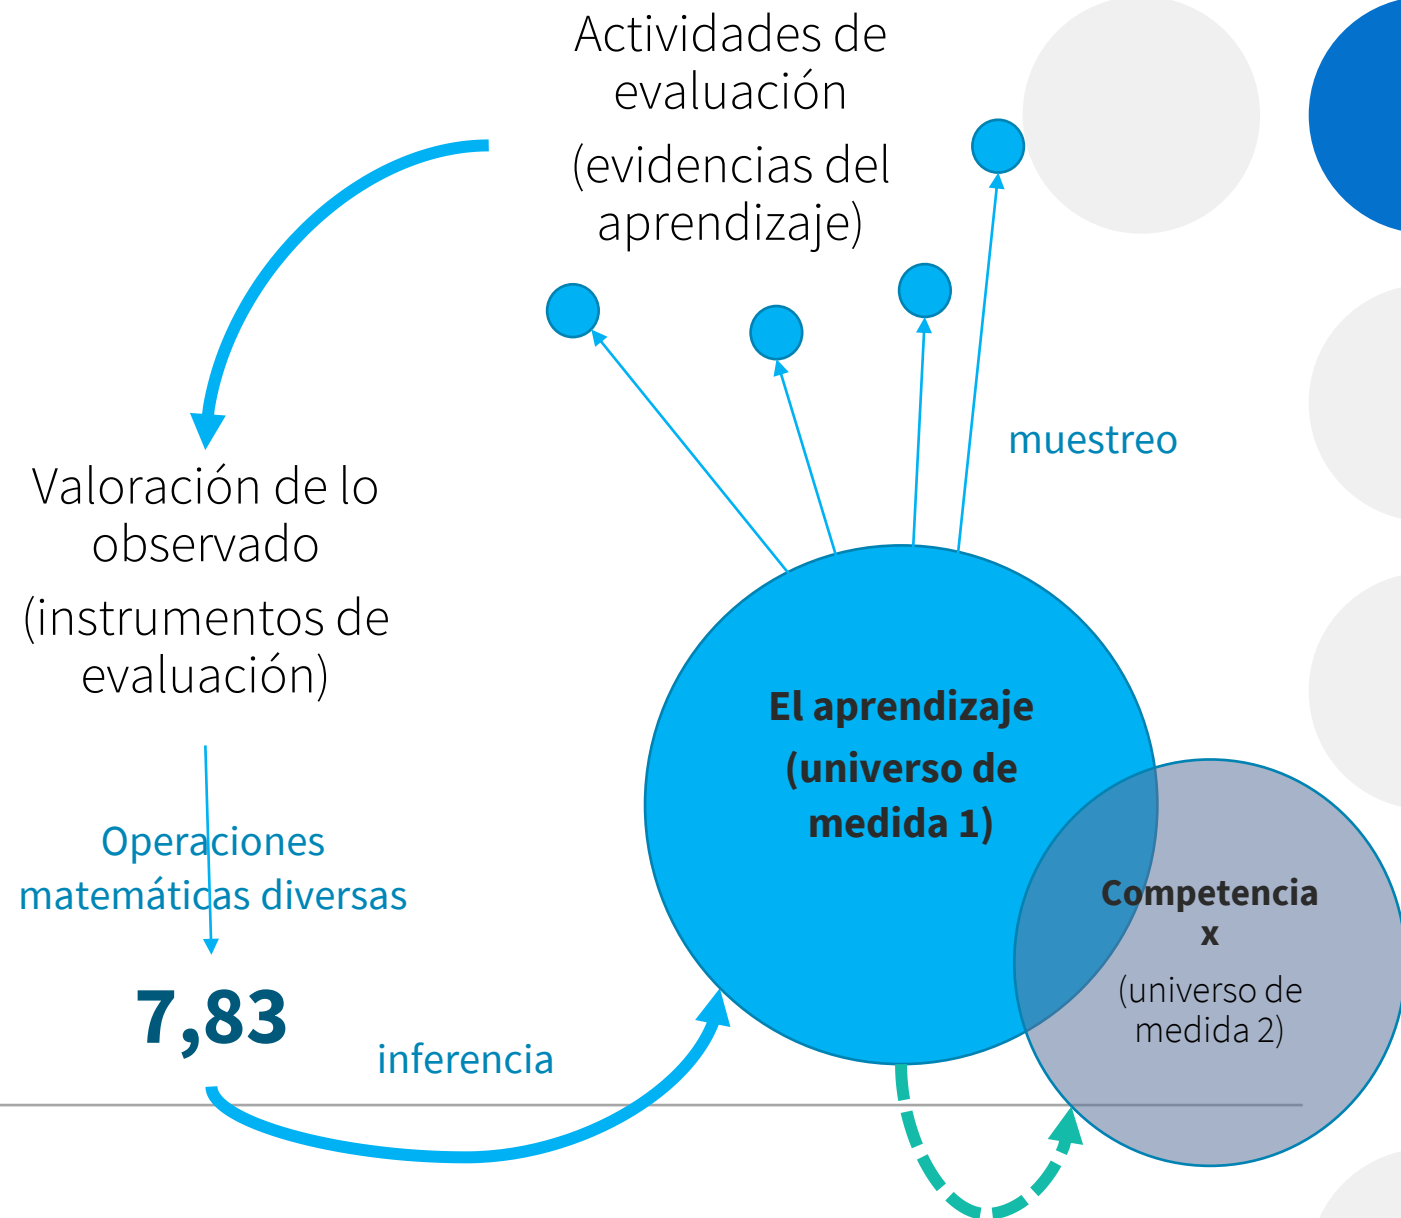 Actividades de
evaluación
(evidencias del
aprendizaje)
muestreo
Valoración de lo
observado
(instrumentos de
evaluación)
El aprendizaje
(universo de
medida 1)
Operaciones
matemáticas diversas
Competencia
x
(universo de
medida 2)
7,83
inferencia